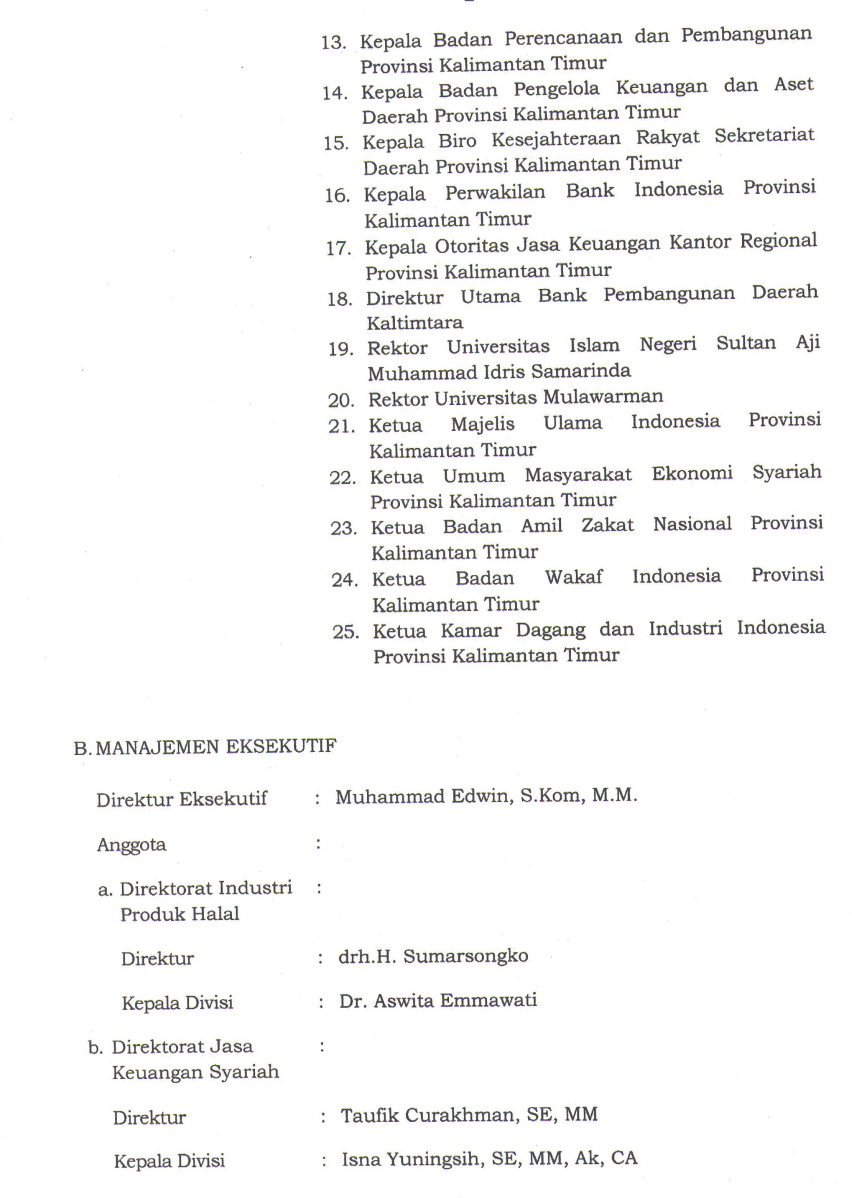 13. Kepala Badan Perencanaan dan Pembangunan
Provinsi Kalimantan Timur
14. Kepala Badan Pengelola Keuangan dan Aset
Daerah Provinsi Kalimantan Timur
15. Kepala Biro Kesejahteraan Rakyat Sekretariat
Daerah Provinsi Kalimantan Timur
16. Kepala Perwakilan Bank Indonesia Provinsi
Kalimantan Timur
17. Kepala Otoritas Jasa Keuangan Kantor Regional
Provinsi Kalimantan Timur
18. Direktur Utama Bank Pembangunan Daerah
Kaltimtara
19. Rektor Universitas Islam Negeri Sultan Aji
Muhammad Idris Samarinda
20. Rektor Universitas Mulawarman
21. Ketua Majelis Ulama Indonesia Provinsi
Kalimantan Timur
22. Ketua Umum Masyarakat Ekonomi Syariah
Provinsi Kalimantan Timur
23. Ketua Badan Amil Zakat Nasional Provinsi
Kalimantan Timur
24. Ketua Badan Wakaf Indonesia Provinsi
Kalimantan Timur
25. Ketua Kamar Dagang dan Industri Indonesia
Provinsi Kalimantan Timur
B. MANAJEMEN EKSEKUTIF
Direktur Eksekutif : Muhammad Edwin, S.Kom, M.M.
Anggota :
a. Direktorat Industri :
Produk Halal
Direktur : drh.H. Sumarsongko
Kepala Divisi : Dr. Aswita Emmawati
b. Direktorat Jasa :
Keuangan Syariah
Direktur : Taufik Curakhman, SE, MM
Kepala Divisi : Isna Yuningsih, SE, MM, Ak, CA